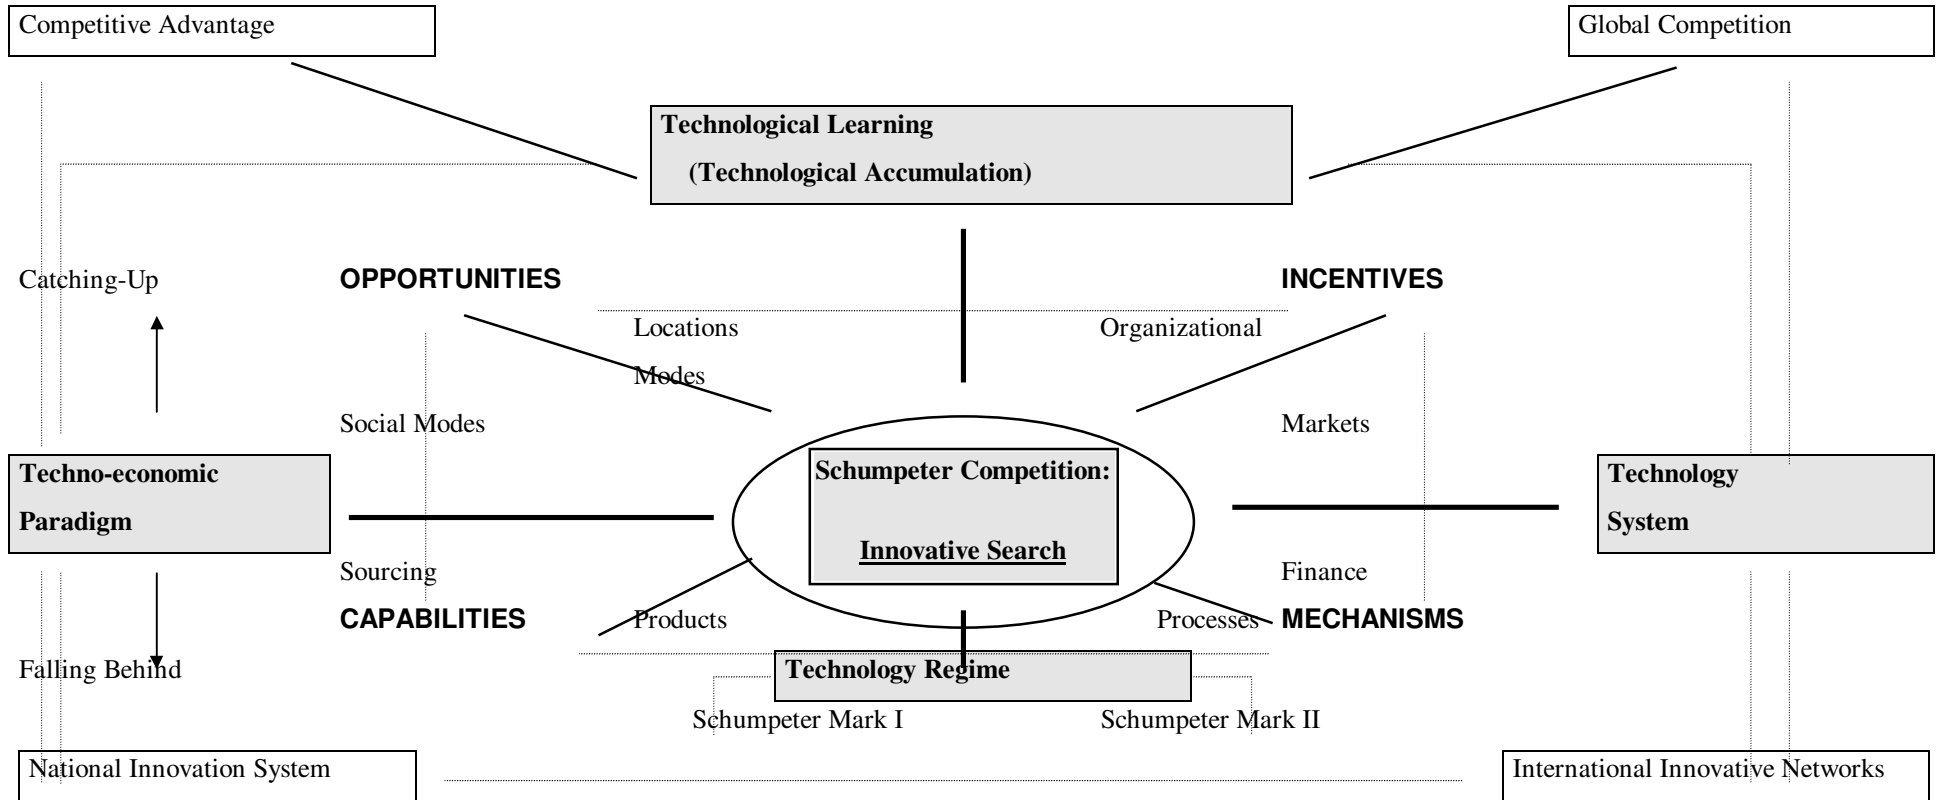 Competitive Advantage
Global Competition
Technological Learning
(Technological Accumulation)
Catching-Up
OPPORTUNITIES
INCENTIVES
Locations
Organizational
Modes
Social Modes
Markets
Techno-economic
Paradigm
Schumpeter Competition:
Innovative Search
Technology
System
Sourcing
Finance
CAPABILITIES
Products
Processes
MECHANISMS
Falling Behind
Technology Regime
Schumpeter Mark I
Schumpeter Mark II
National Innovation System
International Innovative Networks